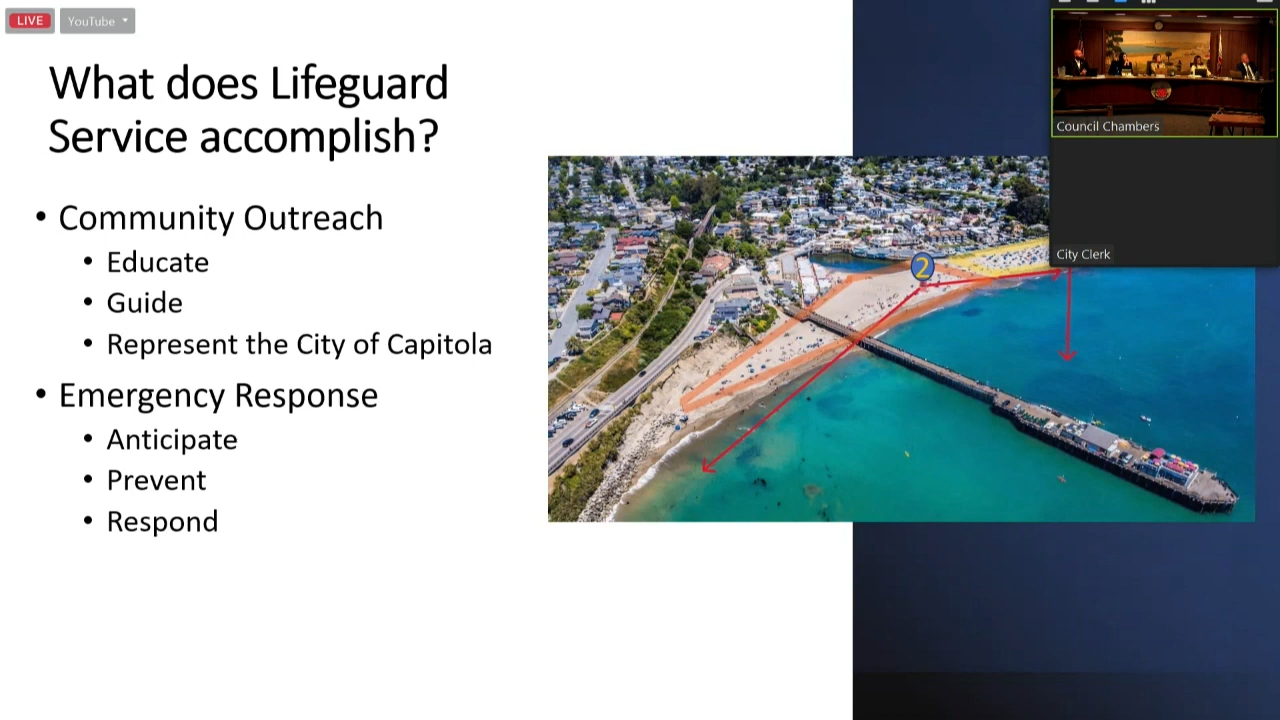 LIVE
YouTube
What does Lifeguard
Service accomplish?
• Community Outreach
• Educate
• Guide
• Represent the City of Capitola
• Emergency Response
• Anticipate
• Prevent
• Respond
2
Council Chambers
City Clerk